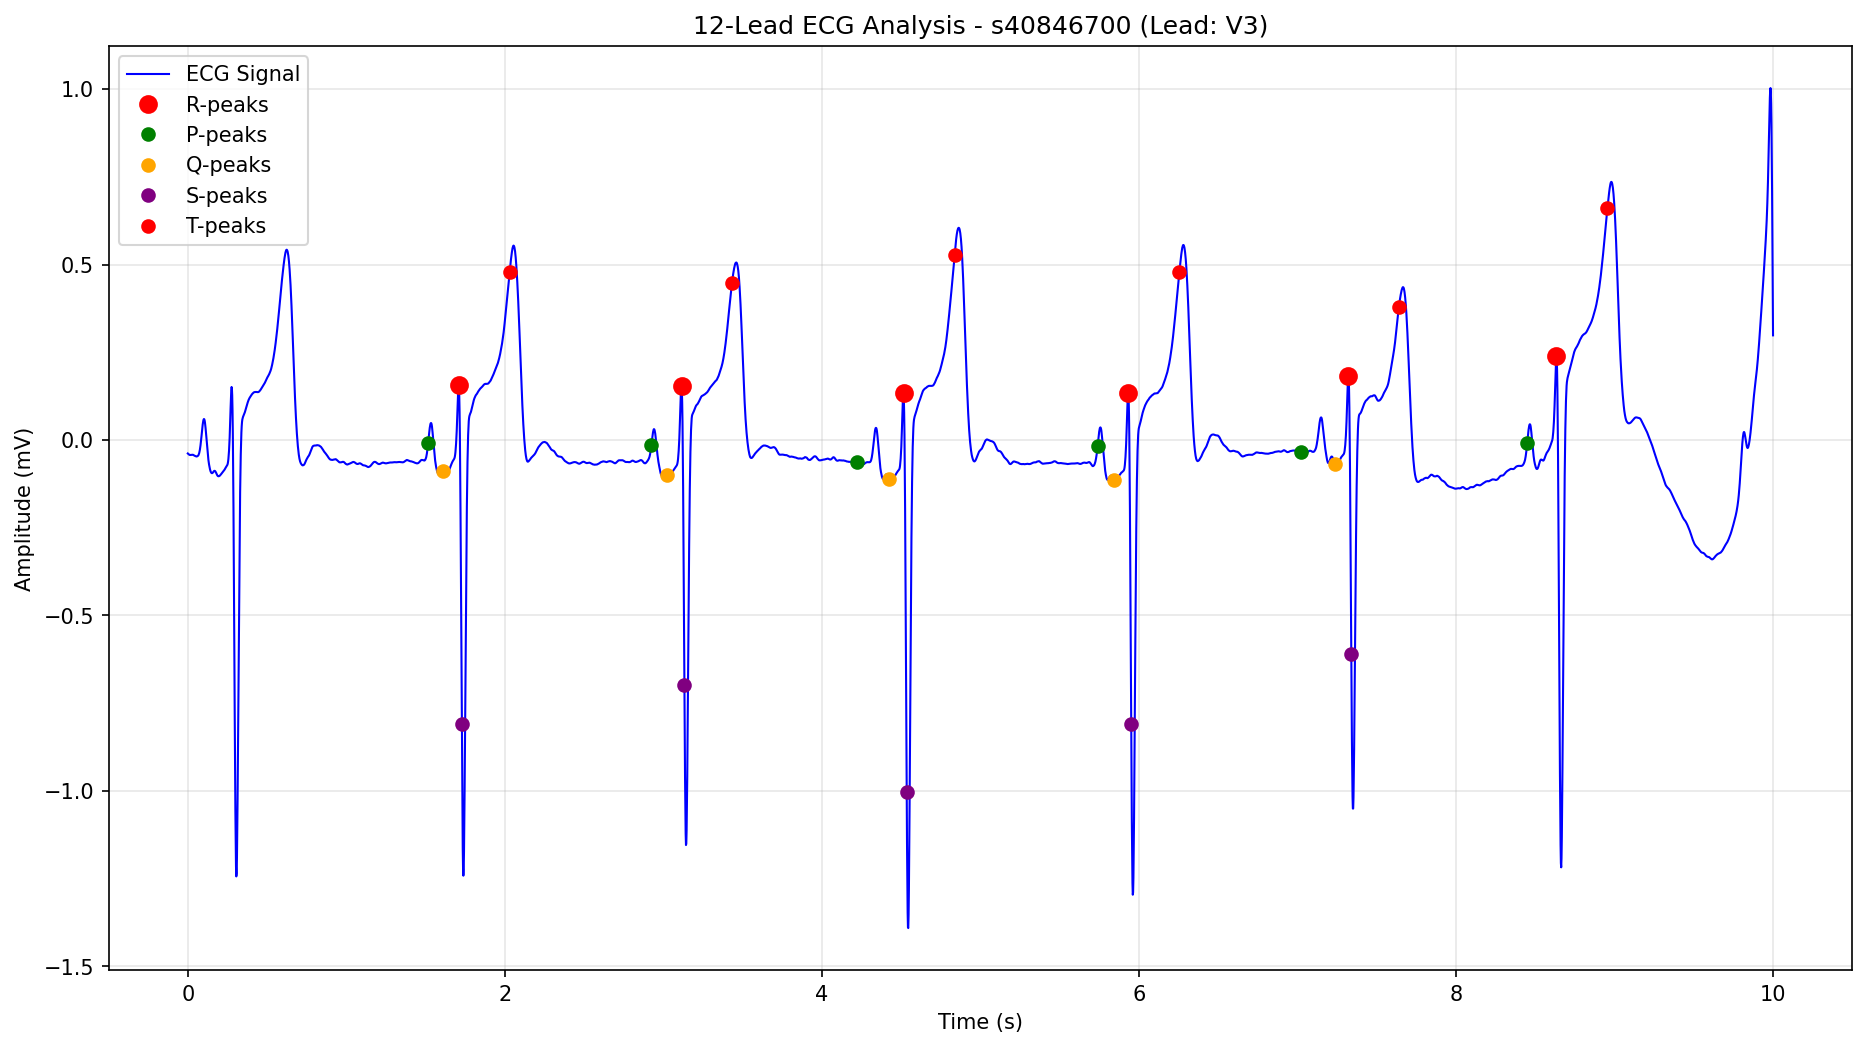 12-Lead ECG Analysis - s40846700 (Lead: V3)
ECG Signal
R-peaks
P-peaks
Q-peaks
S-peaks
T-peaks
1.0
0.5
0.0
−0.5
−1.0
−1.5
Amplitude (mV)
0 2 4 6 8 10
Time (s)